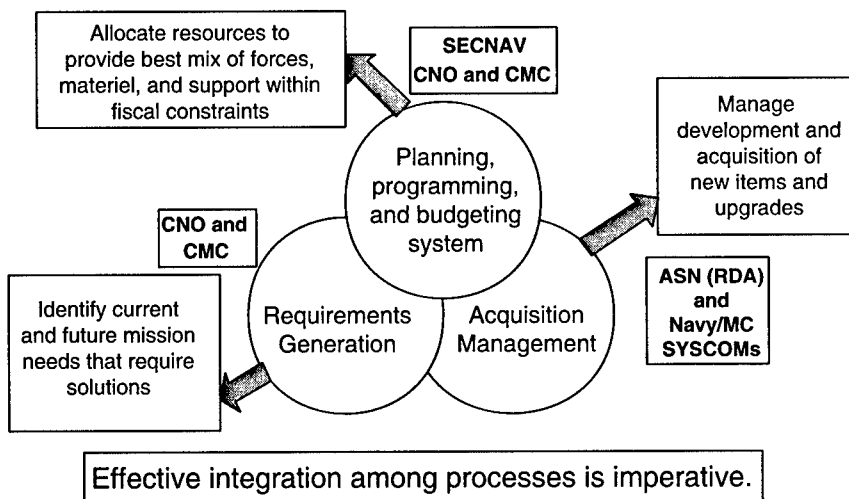 Allocate resources to
provide best mix of forces,
materiel, and support within
fiscal constraints
SECNAV
CNO and CMC
Manage
development and
acquisition of
new items and
upgrades
Planning,
programming,
and budgeting
system
CNO and
CMC
ASN (RDA)
and
Navy/MC
SYSCOMs
Identify current
and future mission
needs that require
solutions
Requirements
Generation
Acquisition
Management
Effective integration among processes is imperative.